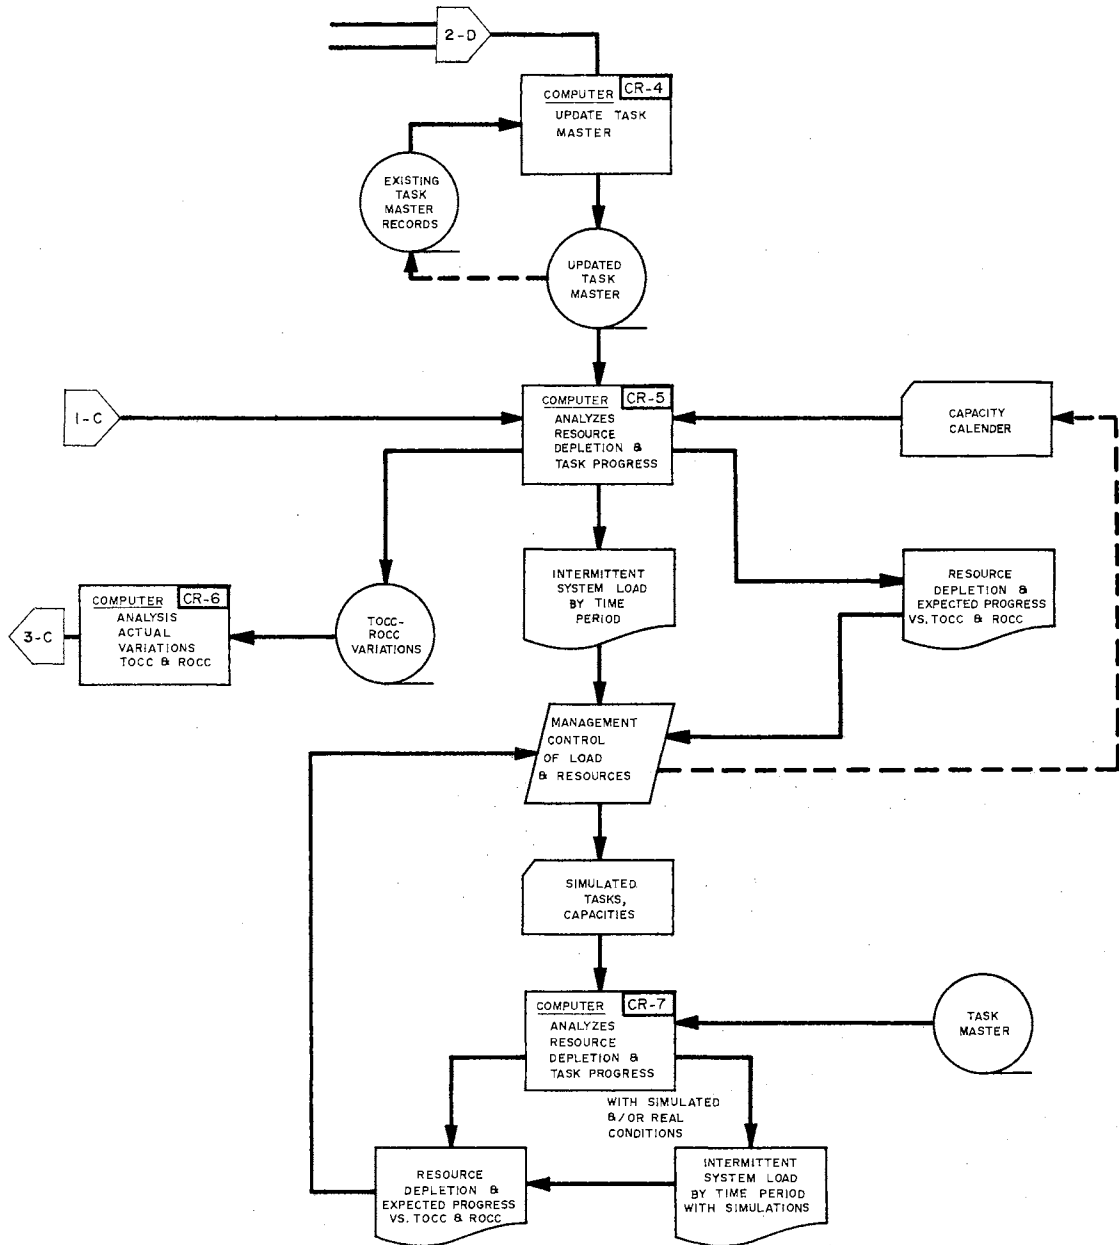 2-D
COMPUTER CR-4
UPDATE TASK
MASTER
EXISTING
TASK
MASTER
RECORDS
UPDATED
TASK
MASTER
1-C
COMPUTER CR-5
ANALYZES
RESOURCE
DEPLETION &
TASK PROGRESS
CAPACITY
CALENDER
INTERMITTENT
SYSTEM LOAD
BY TIME
PERIOD
RESOURCE
DEPLETION &
EXPECTED PROGRESS
VS. TOCC & ROCC
3-C
COMPUTER CR-6
ANALYSIS
ACTUAL
VARIATIONS
TOCC & ROCC
TOCC-
ROCC
VARIATIONS
MANAGEMENT
CONTROL
OF LOAD
& RESOURCES
SIMULATED
TASKS,
CAPACITIES
COMPUTER CR-7
ANALYZES
RESOURCE
DEPLETION &
TASK PROGRESS
TASK
MASTER
WITH SIMULATED
&/OR REAL
CONDITIONS
RESOURCE
DEPLETION &
EXPECTED PROGRESS
VS. TOCC & ROCC
INTERMITTENT
SYSTEM LOAD
BY TIME PERIOD
WITH SIMULATIONS